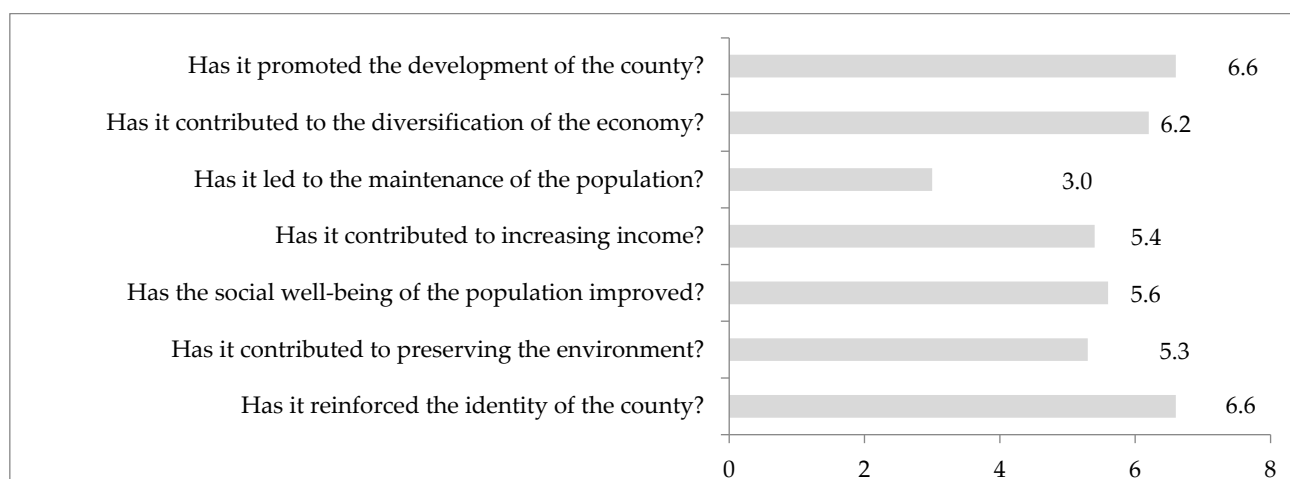 Has it promoted the development of the county? 6.6
Has it contributed to the diversification of the economy? 6.2
Has it led to the maintenance of the population? 3.0
Has it contributed to increasing income? 5.4
Has the social well-being of the population improved? 5.6
Has it contributed to preserving the environment? 5.3
Has it reinforced the identity of the county? 6.6
0 2 4 6 8